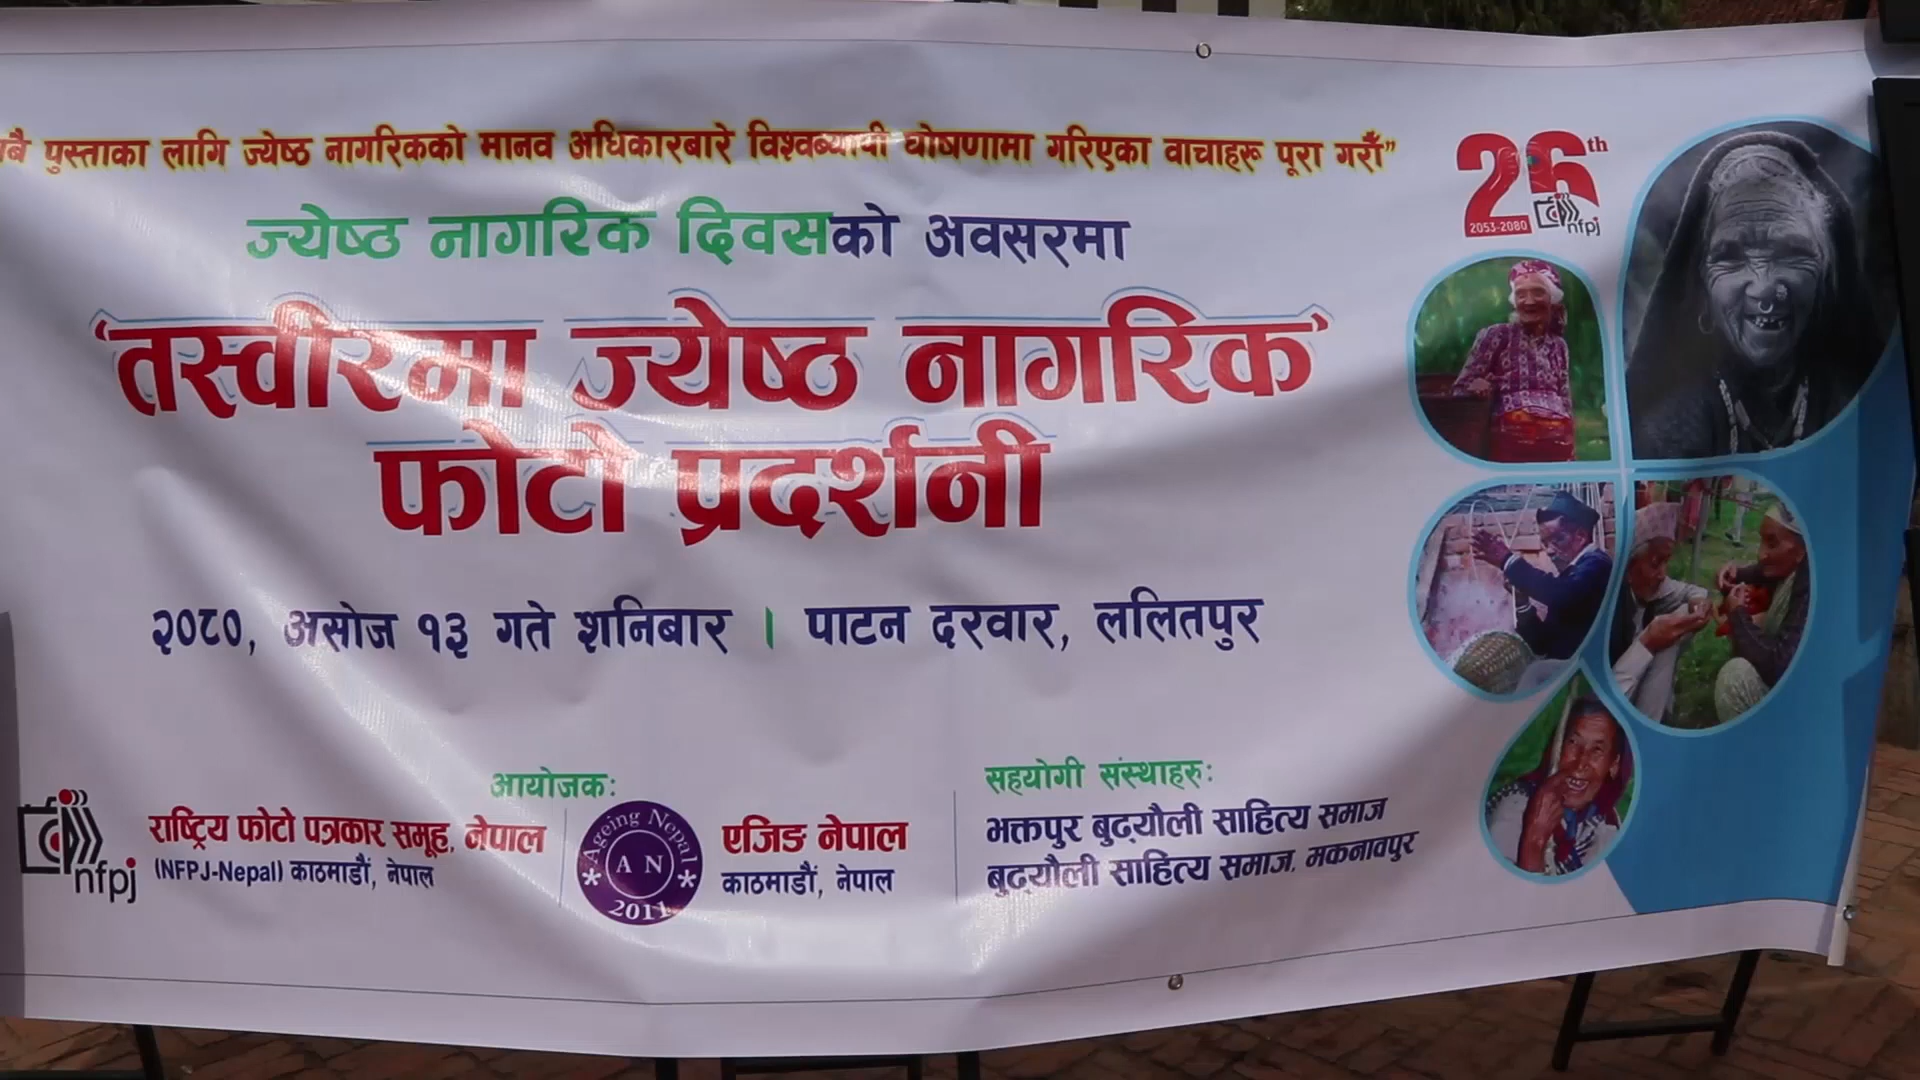 पुस्ताका लागि ज्येष्ठ नागरिकको मानव अधिकारबारे विश्वब्यापी घोषणामा गरिएका वाचाहरू पूरा गरौं”
26th
2053-2080 nfpj
ज्येष्ठ नागरिक दिवसको अवसरमा
‘तस्वीरमा ज्येष्ठ नागरिक’
फोटो प्रदर्शनी
२०८०, असोज १३ गते शनिबार । पाटन दरवार, ललितपुर
आयोजक:
nfpj
राष्ट्रिय फोटो पत्रकार समूह, नेपाल
(NFPJ-Nepal) काठमाडौं, नेपाल
Ageing Nepal
A N
2011
एजिङ नेपाल
काठमाडौं, नेपाल
सहयोगी संस्थाहरु:
भक्तपुर बुढ्यौली साहित्य समाज
बुढ्यौली साहित्य समाज, मकनावपुर